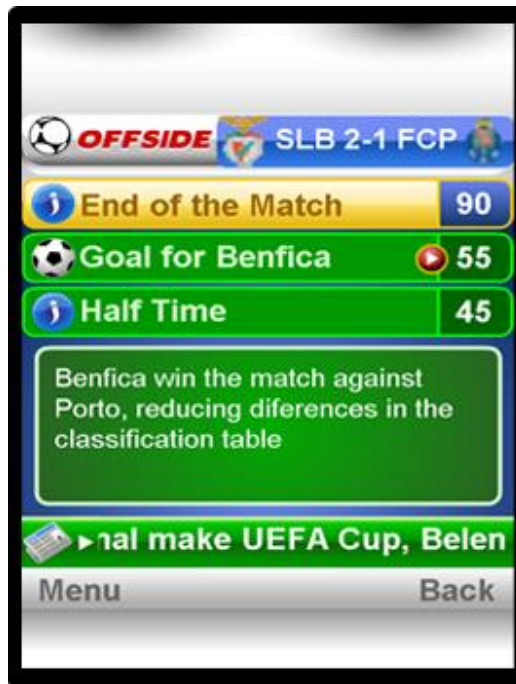 OFFSIDE SLB 2-1 FCP
End of the Match 90
Goal for Benfica 55
Half Time 45
Benfica win the match against
Porto, reducing diferences in the
classification table
nal make UEFA Cup, Belen
Menu Back